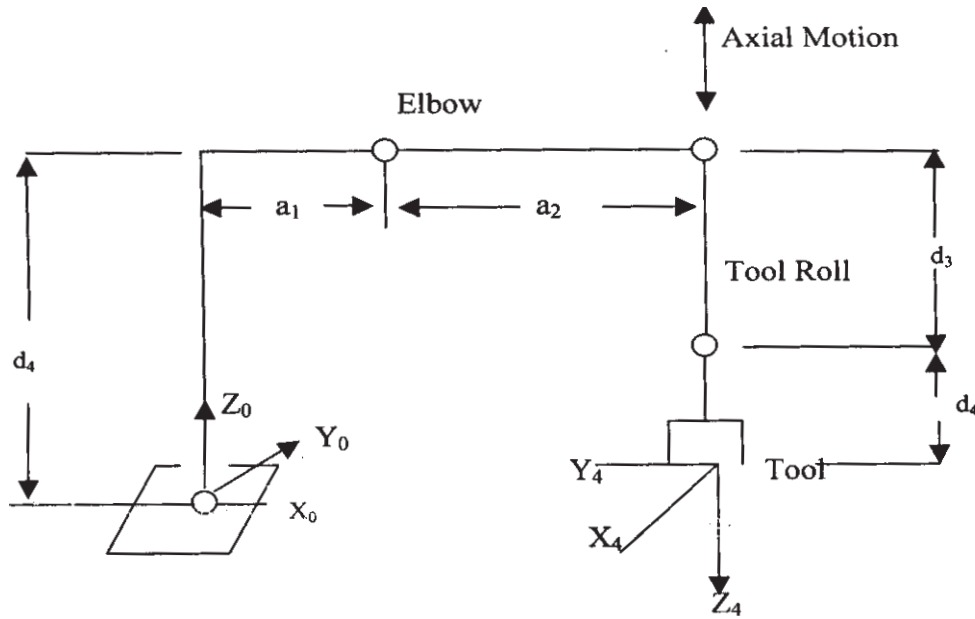 Axial Motion
Elbow
a₁
a₂
d₃
Tool Roll
d₄
Z₀
d₄
Y₀
Y₄
Tool
X₀
X₄
Z₄